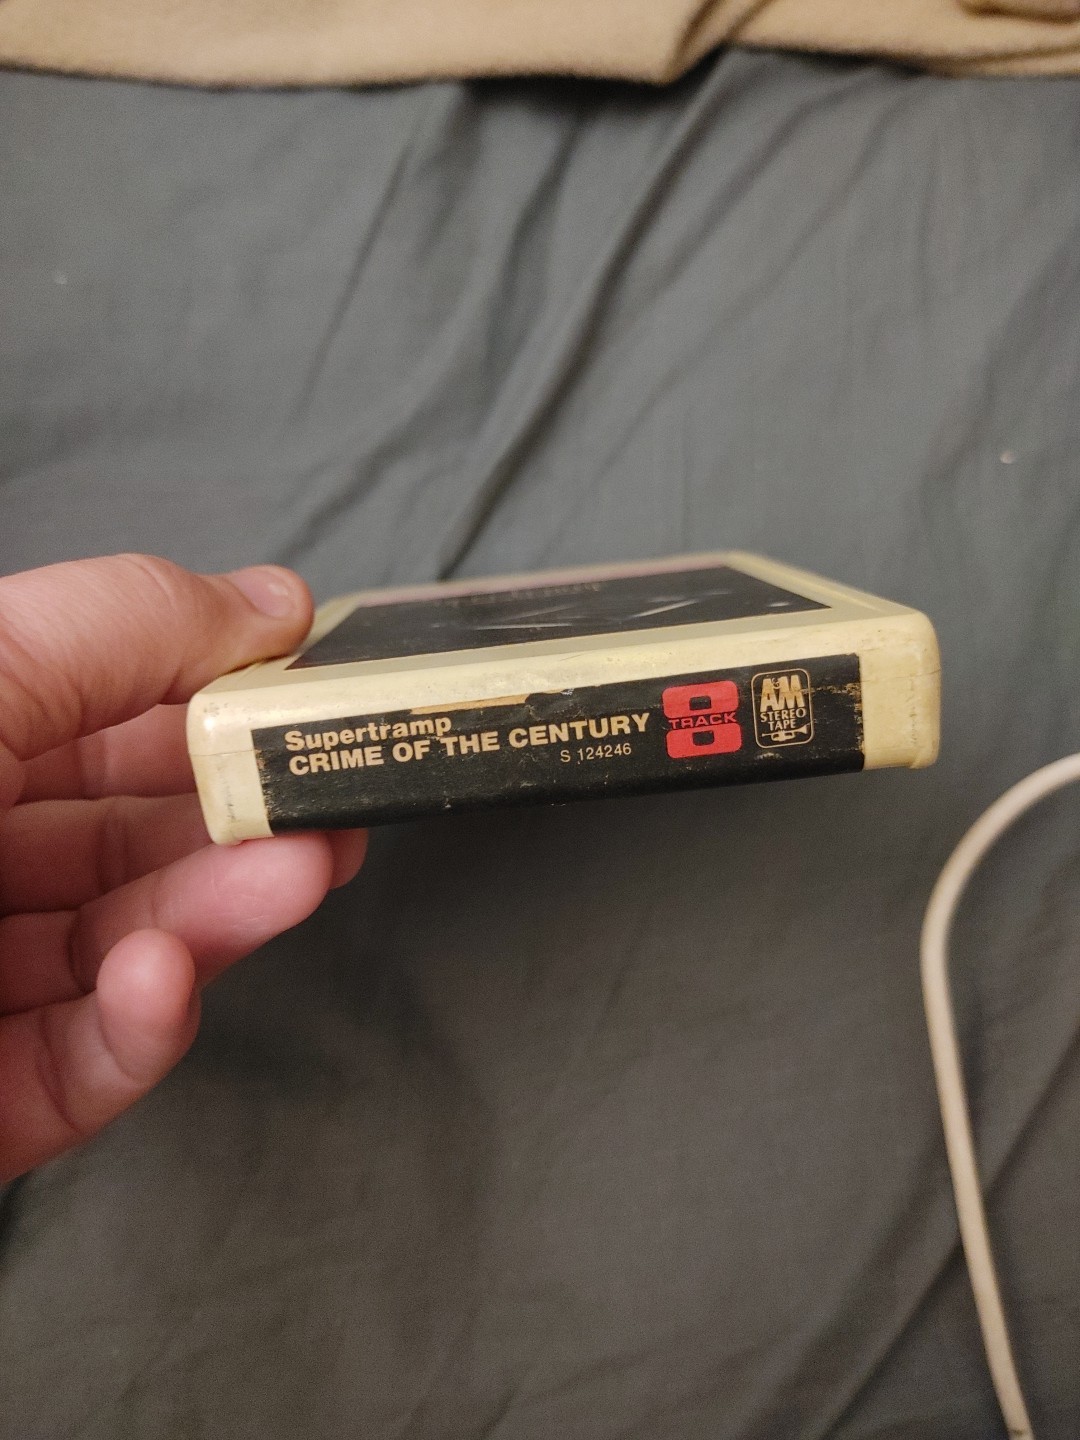 Supertramp
CRIME OF THE CENTURY
S 124246
8
TRACK
A&M
STEREO
TAPE